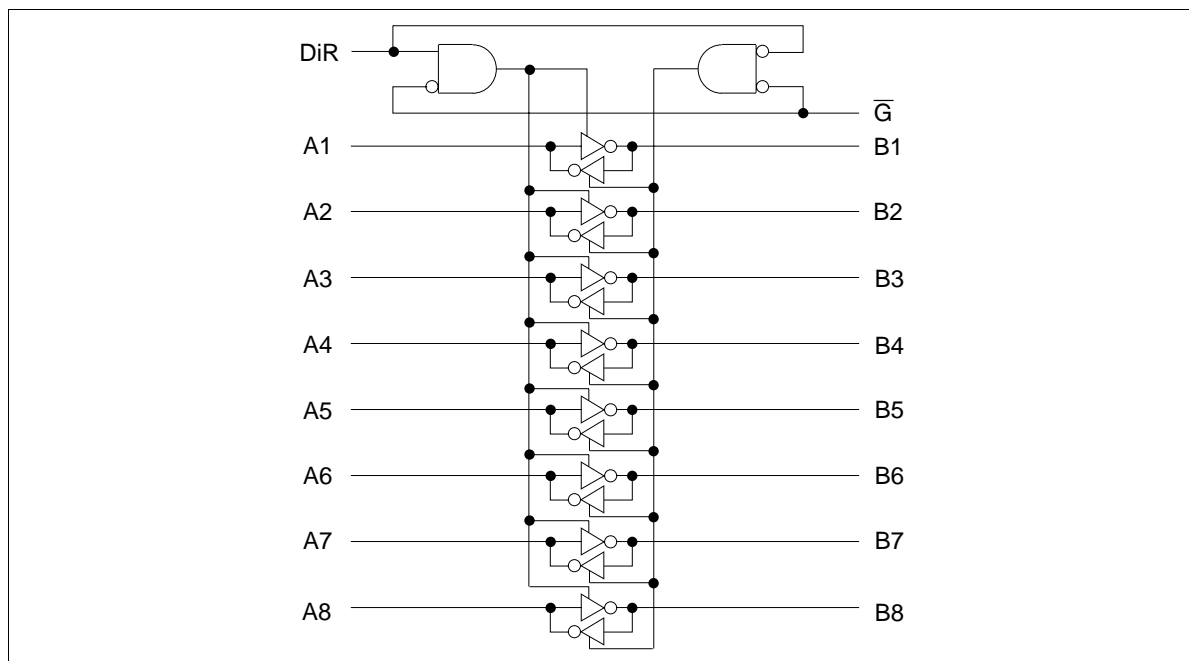 DiR
G̅
A1 B1
A2 B2
A3 B3
A4 B4
A5 B5
A6 B6
A7 B7
A8 B8